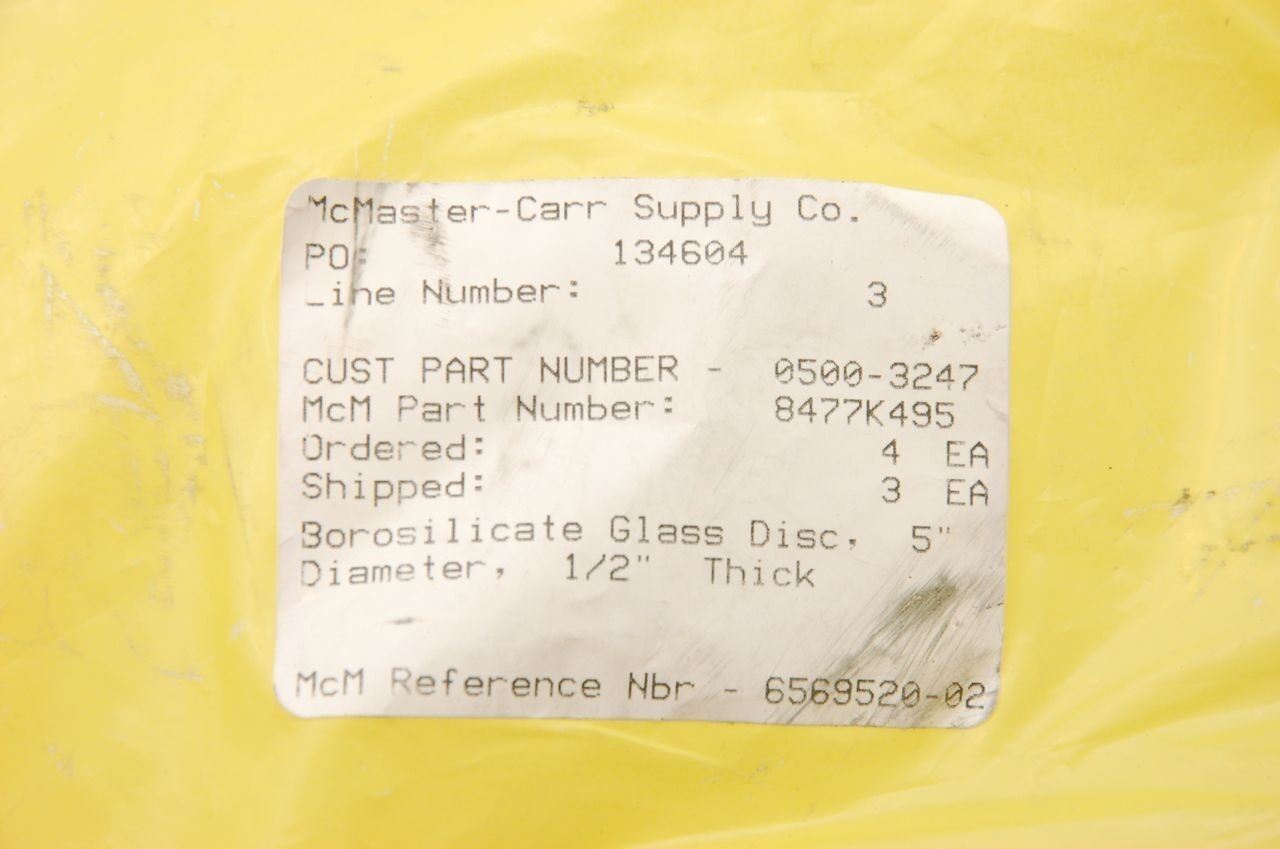 McMaster-Carr Supply Co.
PO: 134604
Line Number: 3
CUST PART NUMBER - 0500-3247
McM Part Number: 8477K495
Ordered: 4 EA
Shipped: 3 EA
Borosilicate Glass Disc, 5"
Diameter, 1/2" Thick
McM Reference Nbr - 6569520-02